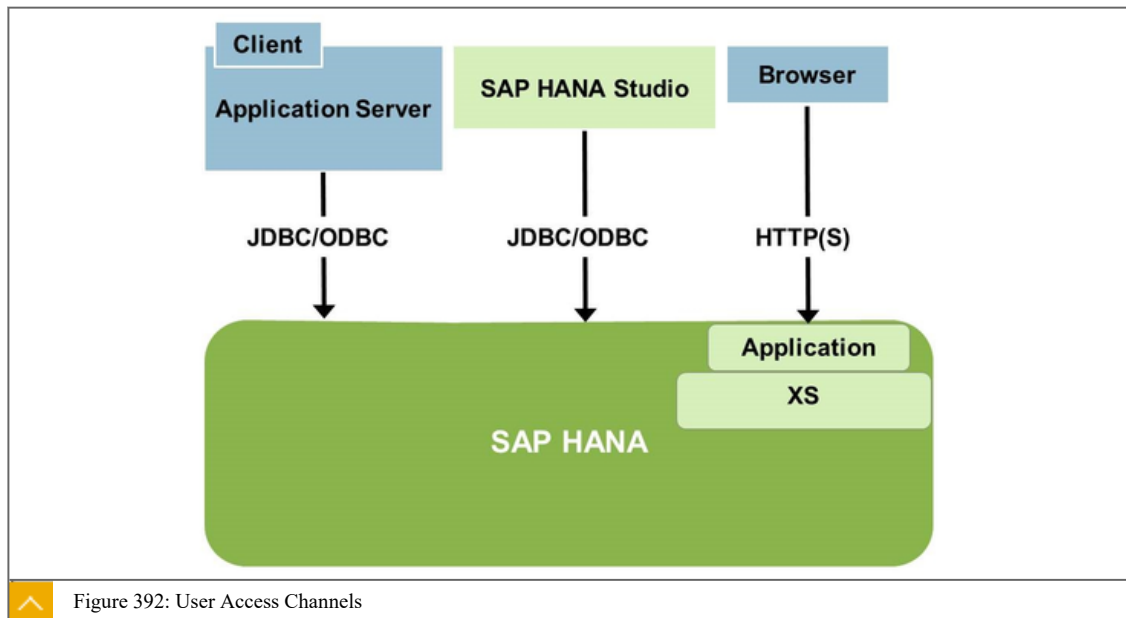 Client
Application Server
SAP HANA Studio
Browser
JDBC/ODBC
JDBC/ODBC
HTTP(S)
Application
XS
SAP HANA
Figure 392: User Access Channels